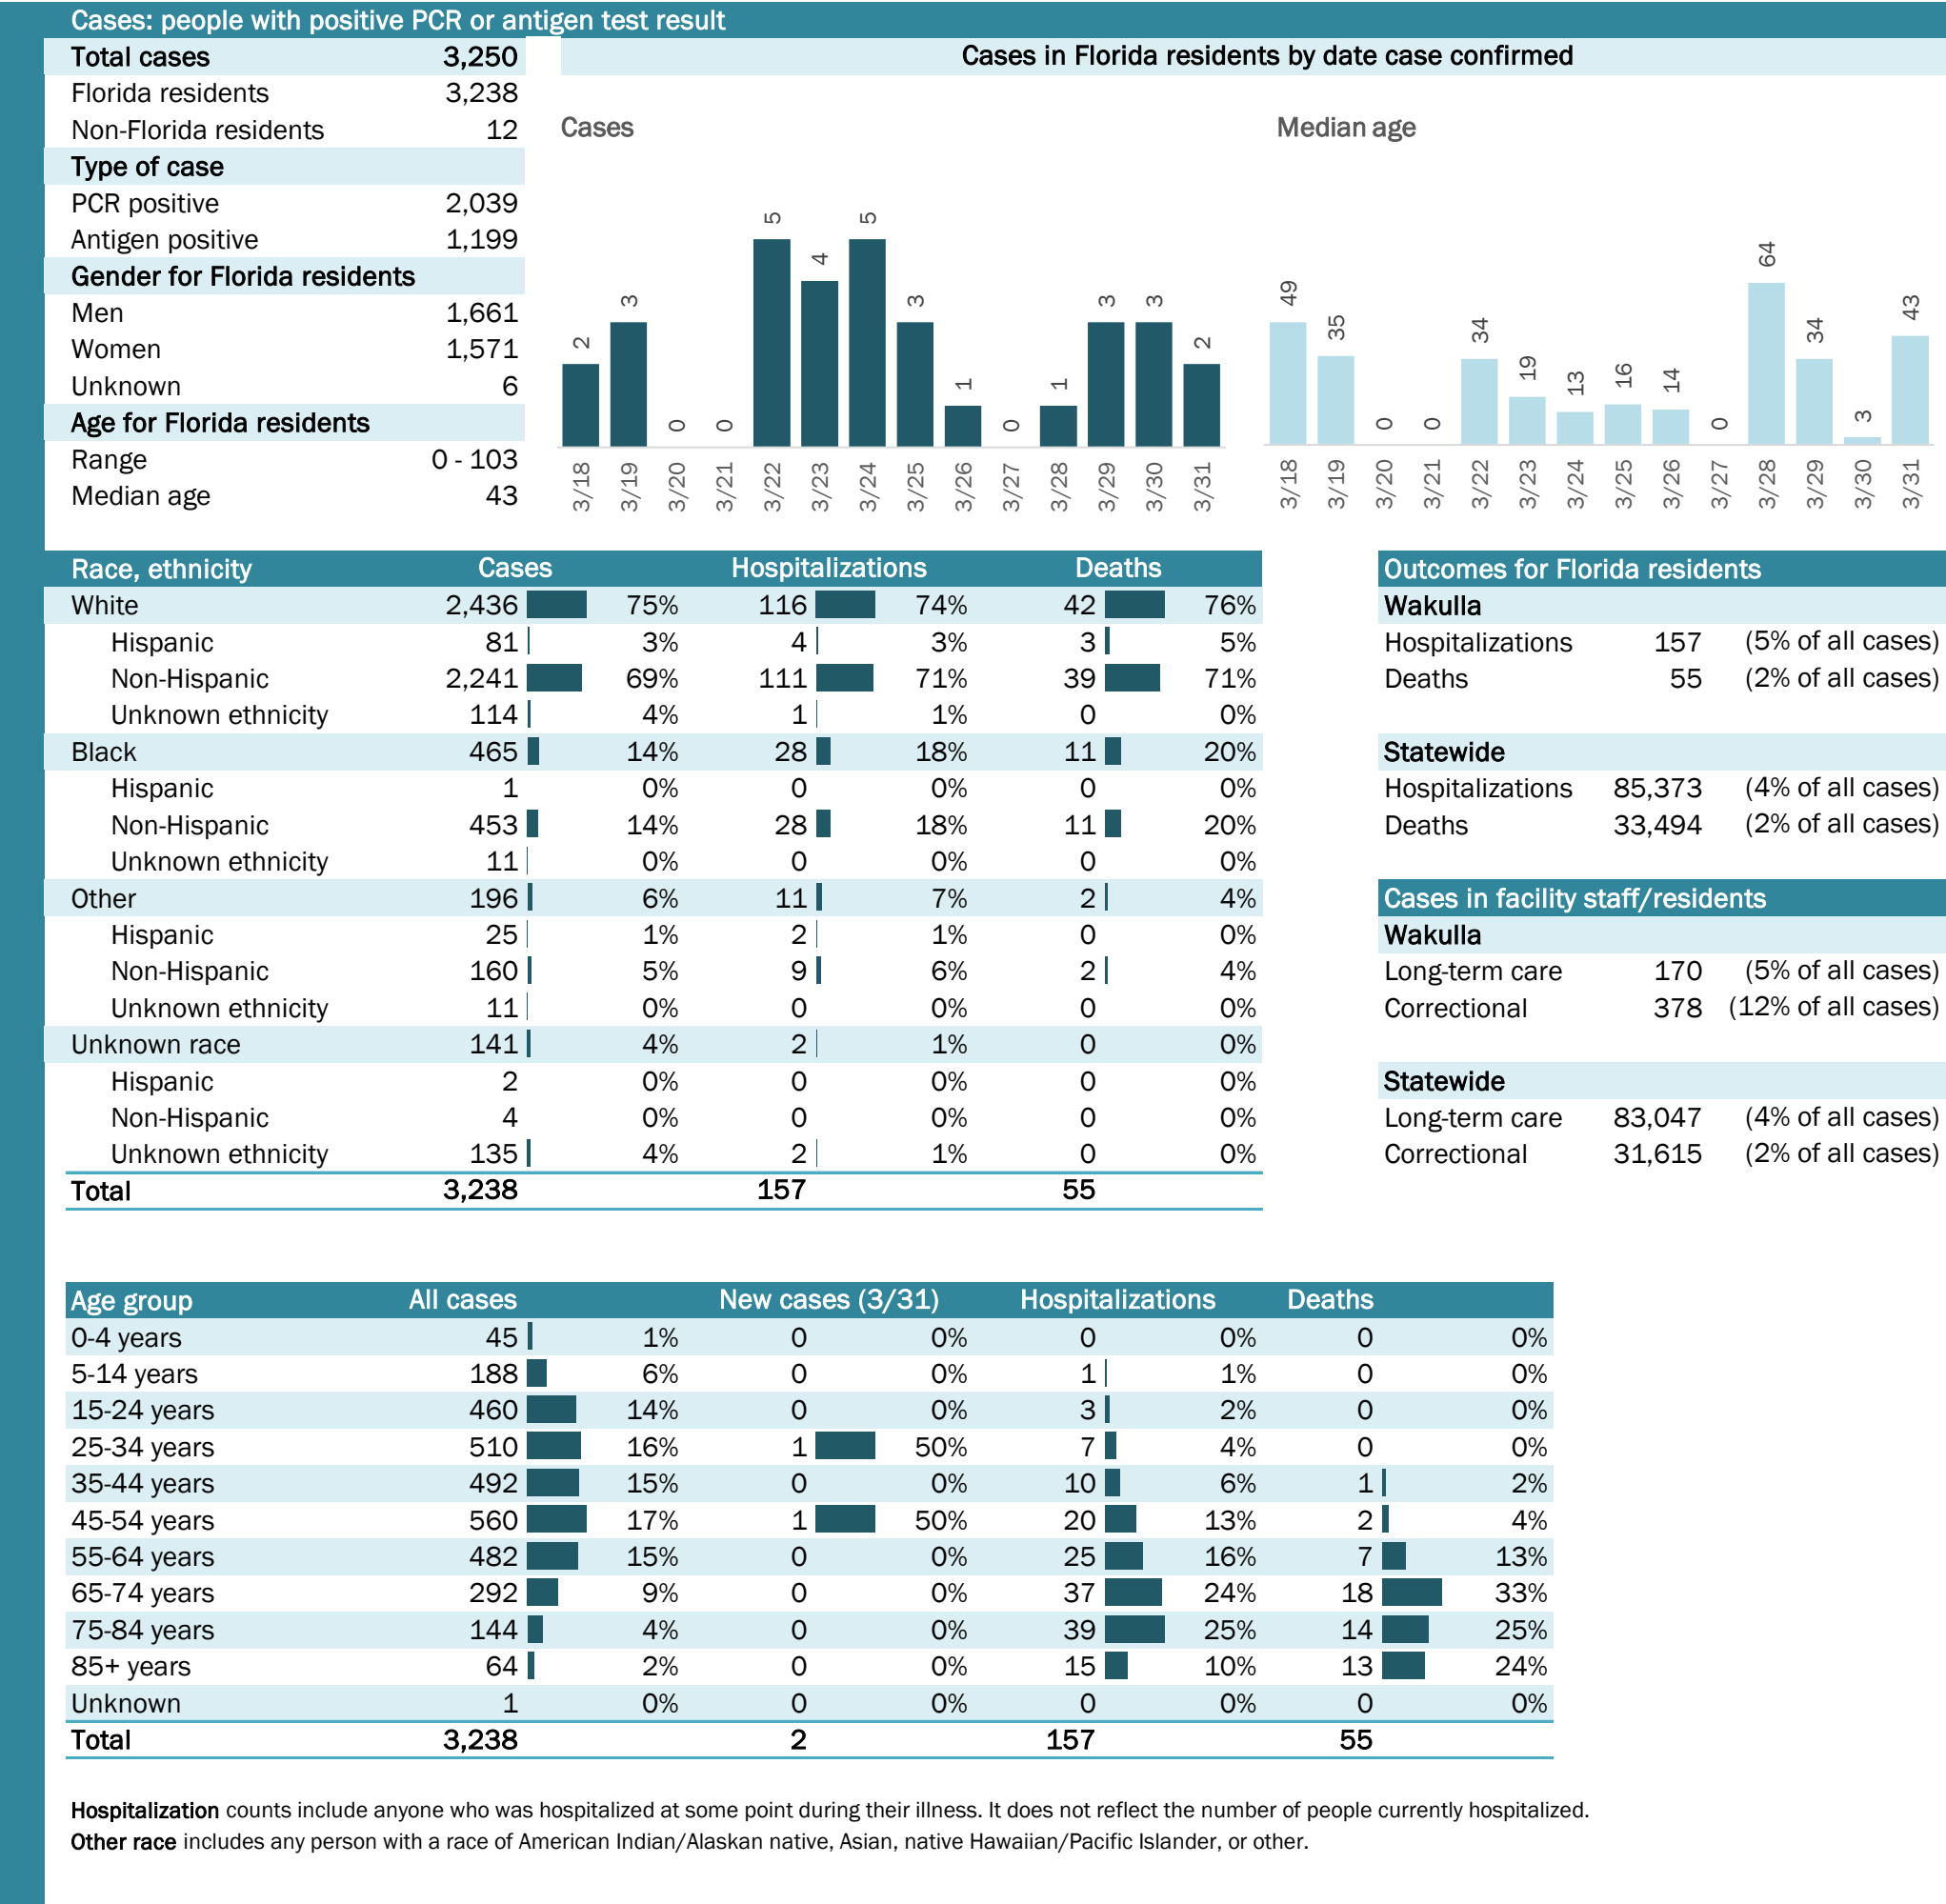 Cases: people with positive PCR or antigen test result
Total cases 3,250
Florida residents 3,238
Non-Florida residents 12
Type of case
PCR positive 2,039
Antigen positive 1,199
Gender for Florida residents
Men 1,661
Women 1,571
Unknown 6
Age for Florida residents
Range 0 - 103
Median age 43
Cases in Florida residents by date case confirmed
Cases
2 3 0 0 5 4 5 3 1 0 1 3 3 2
3/18 3/19 3/20 3/21 3/22 3/23 3/24 3/25 3/26 3/27 3/28 3/29 3/30 3/31
Median age
49 35 0 0 34 19 13 16 14 0 64 34 3 43
3/18 3/19 3/20 3/21 3/22 3/23 3/24 3/25 3/26 3/27 3/28 3/29 3/30 3/31
Race, ethnicity Cases Hospitalizations Deaths
White 2,436 75% 116 74% 42 76%
Hispanic 81 3% 4 3% 3 5%
Non-Hispanic 2,241 69% 111 71% 39 71%
Unknown ethnicity 114 4% 1 1% 0 0%
Black 465 14% 28 18% 11 20%
Hispanic 1 0% 0 0% 0 0%
Non-Hispanic 453 14% 28 18% 11 20%
Unknown ethnicity 11 0% 0 0% 0 0%
Other 196 6% 11 7% 2 4%
Hispanic 25 1% 2 1% 0 0%
Non-Hispanic 160 5% 9 6% 2 4%
Unknown ethnicity 11 0% 0 0% 0 0%
Unknown race 141 4% 2 1% 0 0%
Hispanic 2 0% 0 0% 0 0%
Non-Hispanic 4 0% 0 0% 0 0%
Unknown ethnicity 135 4% 2 1% 0 0%
Total 3,238 157 55
Outcomes for Florida residents
Wakulla
Hospitalizations 157 (5% of all cases)
Deaths 55 (2% of all cases)
Statewide
Hospitalizations 85,373 (4% of all cases)
Deaths 33,494 (2% of all cases)
Cases in facility staff/residents
Wakulla
Long-term care 170 (5% of all cases)
Correctional 378 (12% of all cases)
Statewide
Long-term care 83,047 (4% of all cases)
Correctional 31,615 (2% of all cases)
Age group All cases New cases (3/31) Hospitalizations Deaths
0-4 years 45 1% 0 0% 0 0% 0 0%
5-14 years 188 6% 0 0% 1 1% 0 0%
15-24 years 460 14% 0 0% 3 2% 0 0%
25-34 years 510 16% 1 50% 7 4% 0 0%
35-44 years 492 15% 0 0% 10 6% 1 2%
45-54 years 560 17% 1 50% 20 13% 2 4%
55-64 years 482 15% 0 0% 25 16% 7 13%
65-74 years 292 9% 0 0% 37 24% 18 33%
75-84 years 144 4% 0 0% 39 25% 14 25%
85+ years 64 2% 0 0% 15 10% 13 24%
Unknown 1 0% 0 0% 0 0% 0 0%
Total 3,238 2 157 55
Hospitalization counts include anyone who was hospitalized at some point during their illness. It does not reflect the number of people currently hospitalized.
Other race includes any person with a race of American Indian/Alaskan native, Asian, native Hawaiian/Pacific Islander, or other.